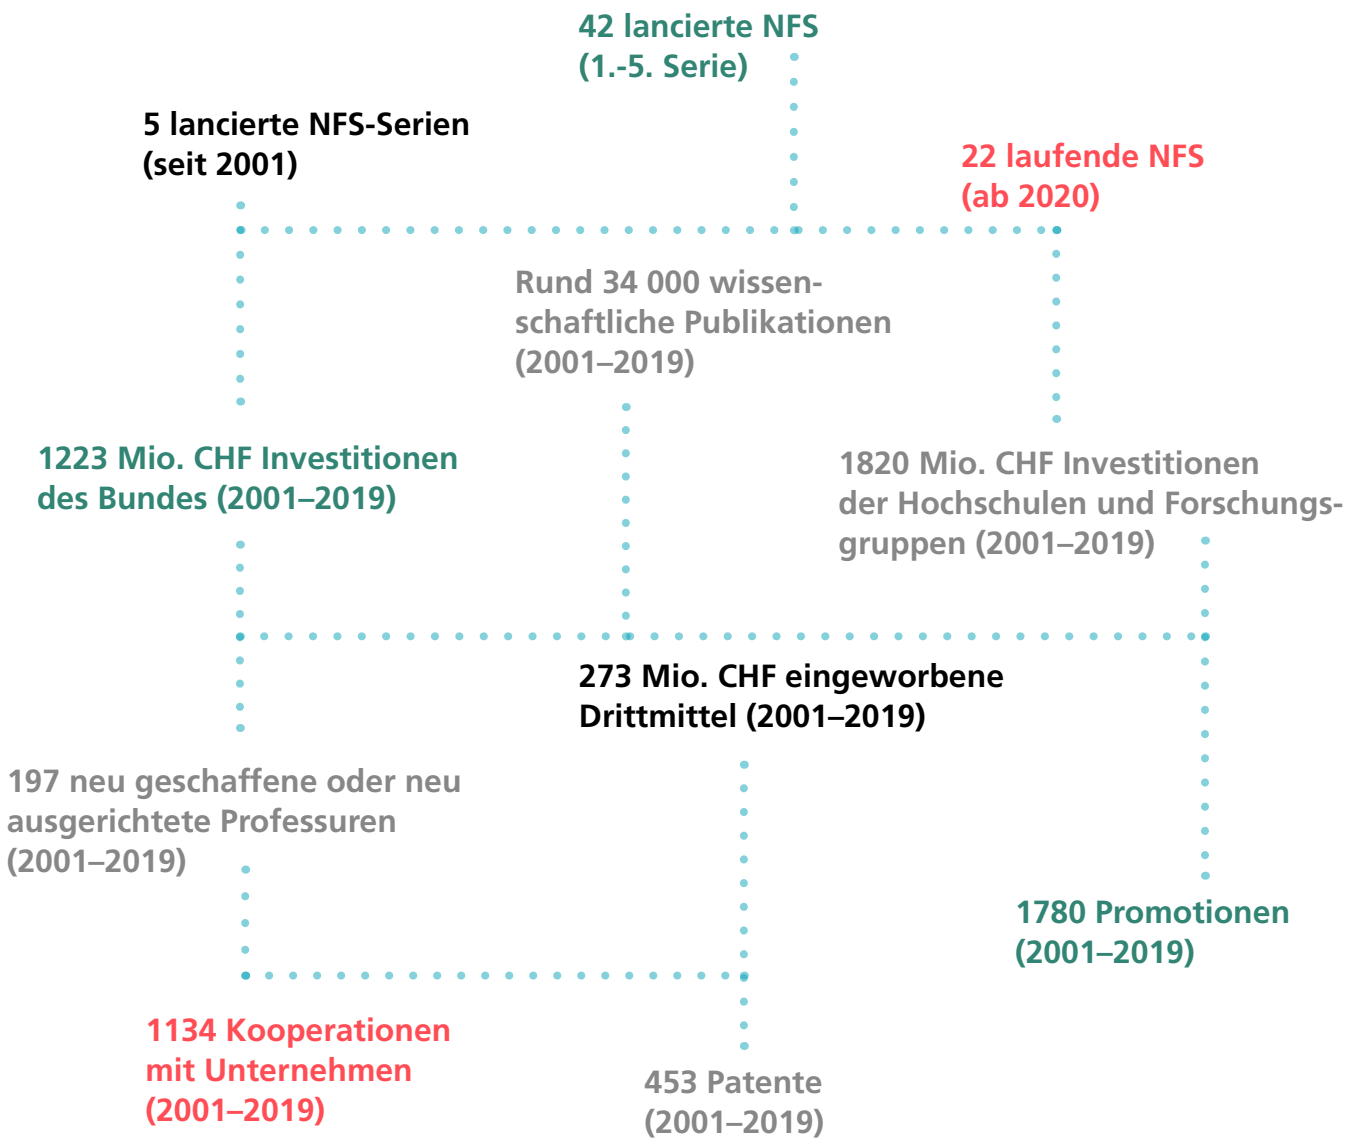 42 lancierte NFS
(1.-5. Serie)
5 lancierte NFS-Serien
(seit 2001)
22 laufende NFS
(ab 2020)
Rund 34 000 wissen-
schaftliche Publikationen
(2001–2019)
1223 Mio. CHF Investitionen
des Bundes (2001–2019)
1820 Mio. CHF Investitionen
der Hochschulen und Forschungs-
gruppen (2001–2019)
273 Mio. CHF eingeworbene
Drittmittel (2001–2019)
197 neu geschaffene oder neu
ausgerichtete Professuren
(2001–2019)
1780 Promotionen
(2001–2019)
1134 Kooperationen
mit Unternehmen
(2001–2019)
453 Patente
(2001–2019)